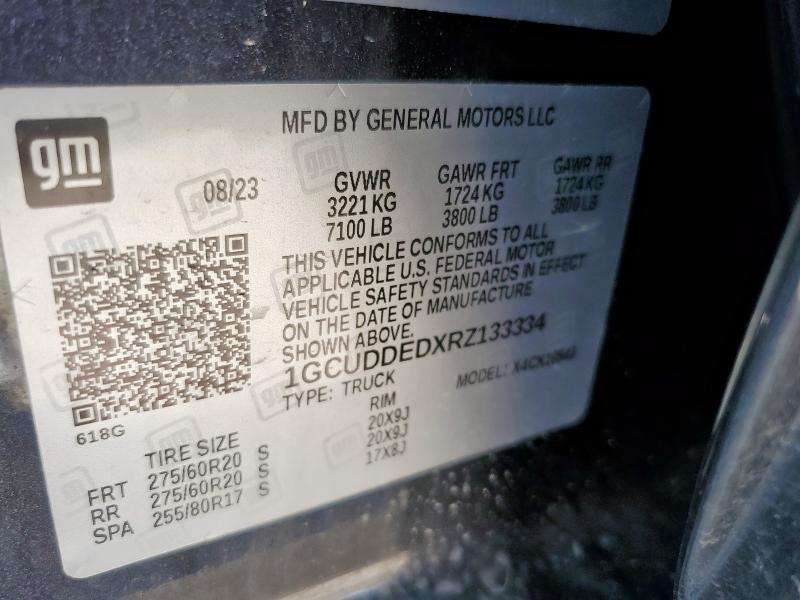 gm
MFD BY GENERAL MOTORS LLC
08/23
GVWR GAWR FRT GAWR RR
3221 KG 1724 KG 1724 KG
7100 LB 3800 LB 3800 LB
THIS VEHICLE CONFORMS TO ALL
APPLICABLE U.S. FEDERAL MOTOR
VEHICLE SAFETY STANDARDS IN EFFECT
ON THE DATE OF MANUFACTURE
SHOWN ABOVE.
1GCUDDEDXRZ133334
TYPE: TRUCK MODEL:
618G
TIRE SIZE RIM
FRT 275/60R20 S 20X9J
RR 275/60R20 S 20X9J
SPA 255/80R17 S 17X8J